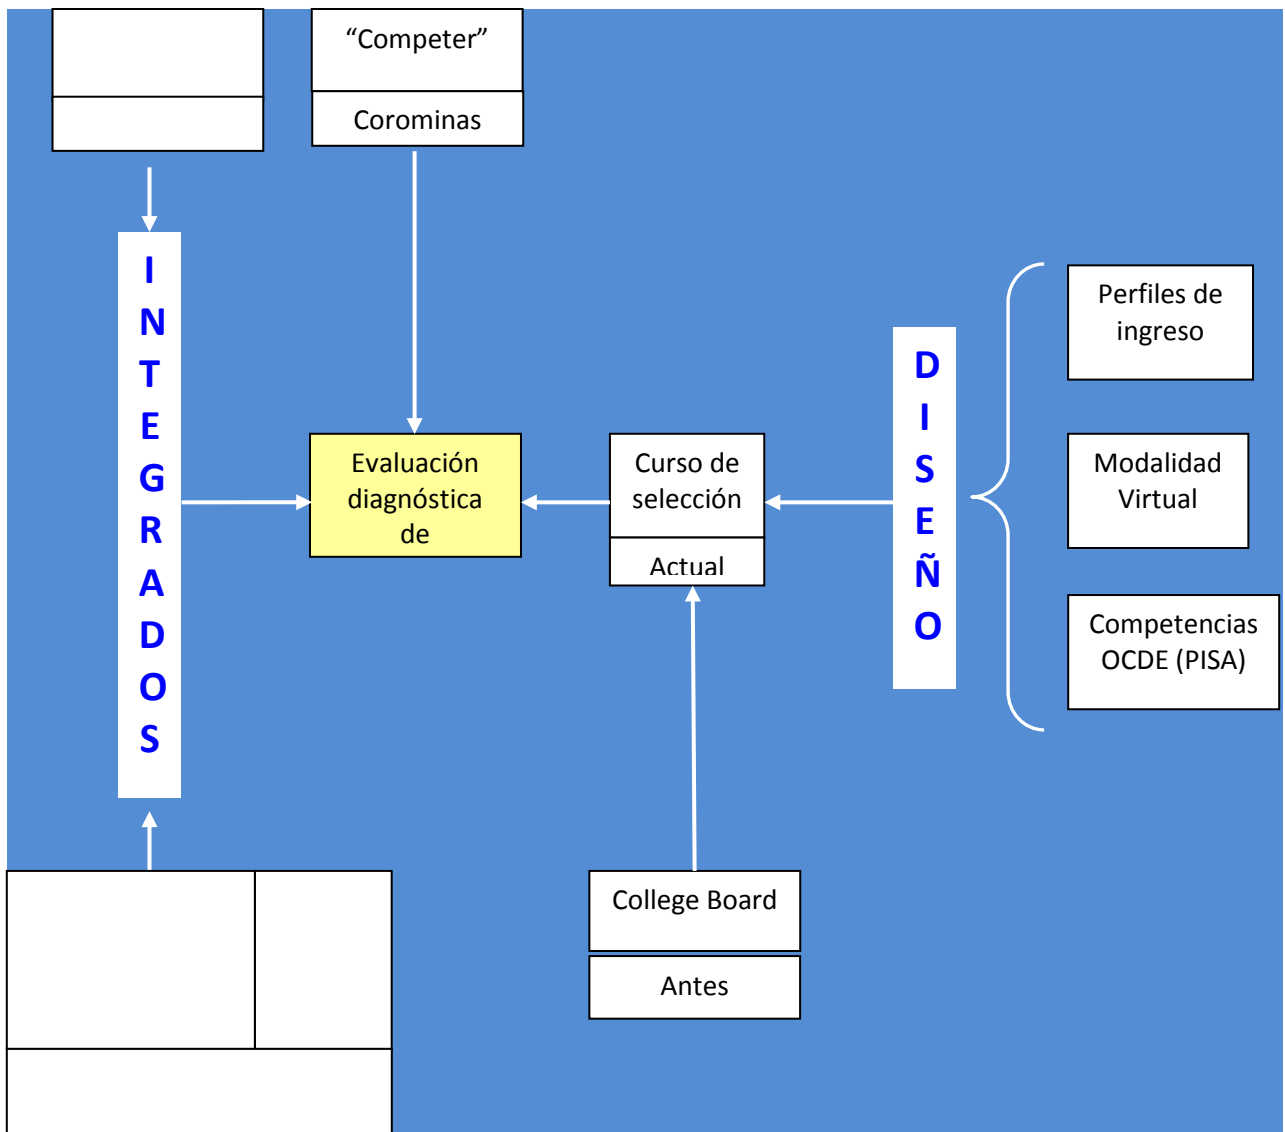 “Competer”
Corominas
I
N
T
E
G
R
A
D
O
S
Evaluación
diagnóstica
de
Curso de
selección
Actual
D
I
S
E
Ñ
O
Perfiles de
ingreso
Modalidad
Virtual
Competencias
OCDE (PISA)
College Board
Antes